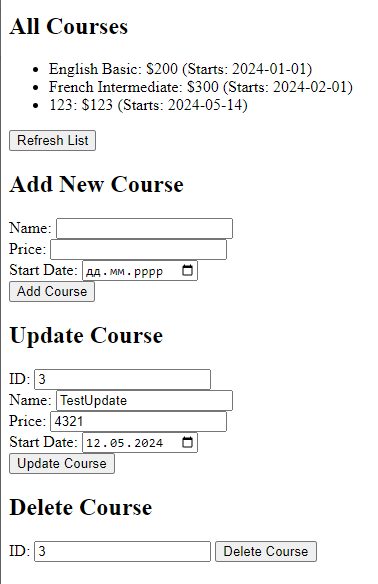 All Courses
English Basic: $200 (Starts: 2024-01-01)
French Intermediate: $300 (Starts: 2024-02-01)
123: $123 (Starts: 2024-05-14)
Refresh List
Add New Course
Name:
Price:
Start Date: дд.мм.рррр
Add Course
Update Course
ID: 3
Name: TestUpdate
Price: 4321
Start Date: 12.05.2024
Update Course
Delete Course
ID: 3 Delete Course